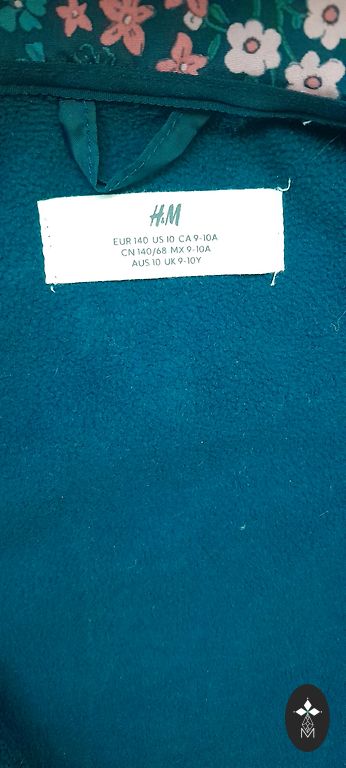 H&M
EUR 140 US 10 CA 9-10A
CN 140/68 MX 9-10A
AUS 10 UK 9-10Y
M